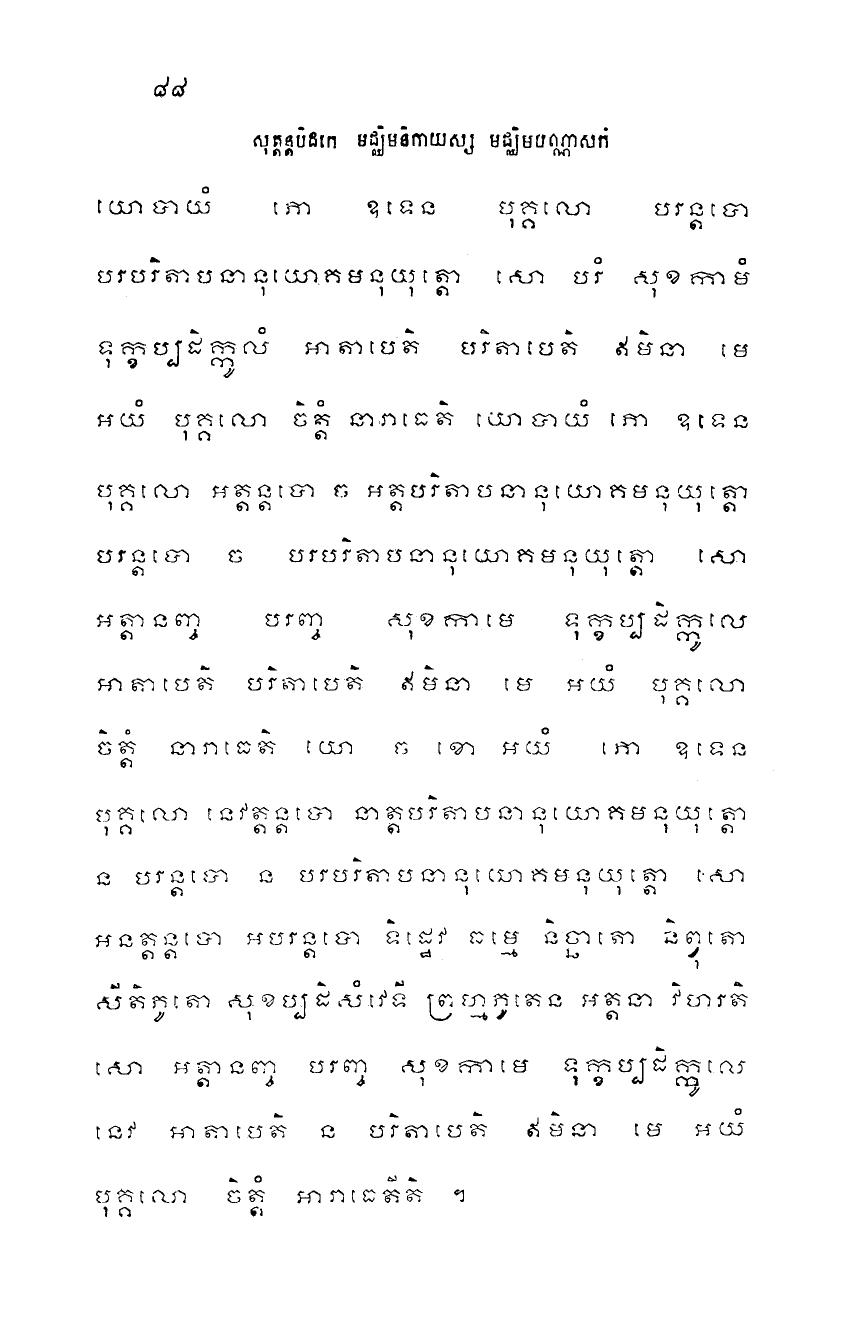 ៨៨
សុត្តន្តបិដកេ មជ្ឈិមនិកាយស្ស មជ្ឈិមបណ្ណាសកំ
យោបាយំ ភោ ឧទេន បុគ្គលោ បរន្តបោ
បរបរិតាបនានុយោគមនុយុត្តោ សោ បរំ សុខកាមំ
ទុក្ខប្បដិក្កូលំ អាតាបេតិ បរិតាបេតិ ឥមិនា មេ
អយំ បុគ្គលោ ចិត្តំ នារាធេតិ យោបាយំ ភោ ឧទេន
បុគ្គលោ អត្តន្តបោ ច អត្តបរិតាបនានុយោគមនុយុត្តោ
បរន្តបោ ច បរបរិតាបនានុយោគមនុយុត្តោ សោ
អត្តានញ្ច បរញ្ច សុខកាមេ ទុក្ខប្បដិក្កូលេ
អាតាបេតិ បរិតាបេតិ ឥមិនា មេ អយំ បុគ្គលោ
ចិត្តំ នារាធេតិ យោ ច ខោ អយំ ភោ ឧទេន
បុគ្គលោ នេវត្តន្តបោ នាត្តបរិតាបនានុយោគមនុយុត្តោ
ន បរន្តបោ ន បរបរិតាបនានុយោគមនុយុត្តោ សោ
អនត្តន្តបោ អបរន្តបោ ទិដ្ឋេវ ធម្មេ និច្ឆាតោ និព្វុតោ
សីតិភូតោ សុខប្បដិសំវេទី ព្រហ្មភូតេន អត្តនា វិហរតិ
សោ អត្តានញ្ច បរញ្ច សុខកាមេ ទុក្ខប្បដិក្កូលេ
នេវ អាតាបេតិ ន បរិតាបេតិ ឥមិនា មេ អយំ
បុគ្គលោ ចិត្តំ អារាធេតីតិ ។